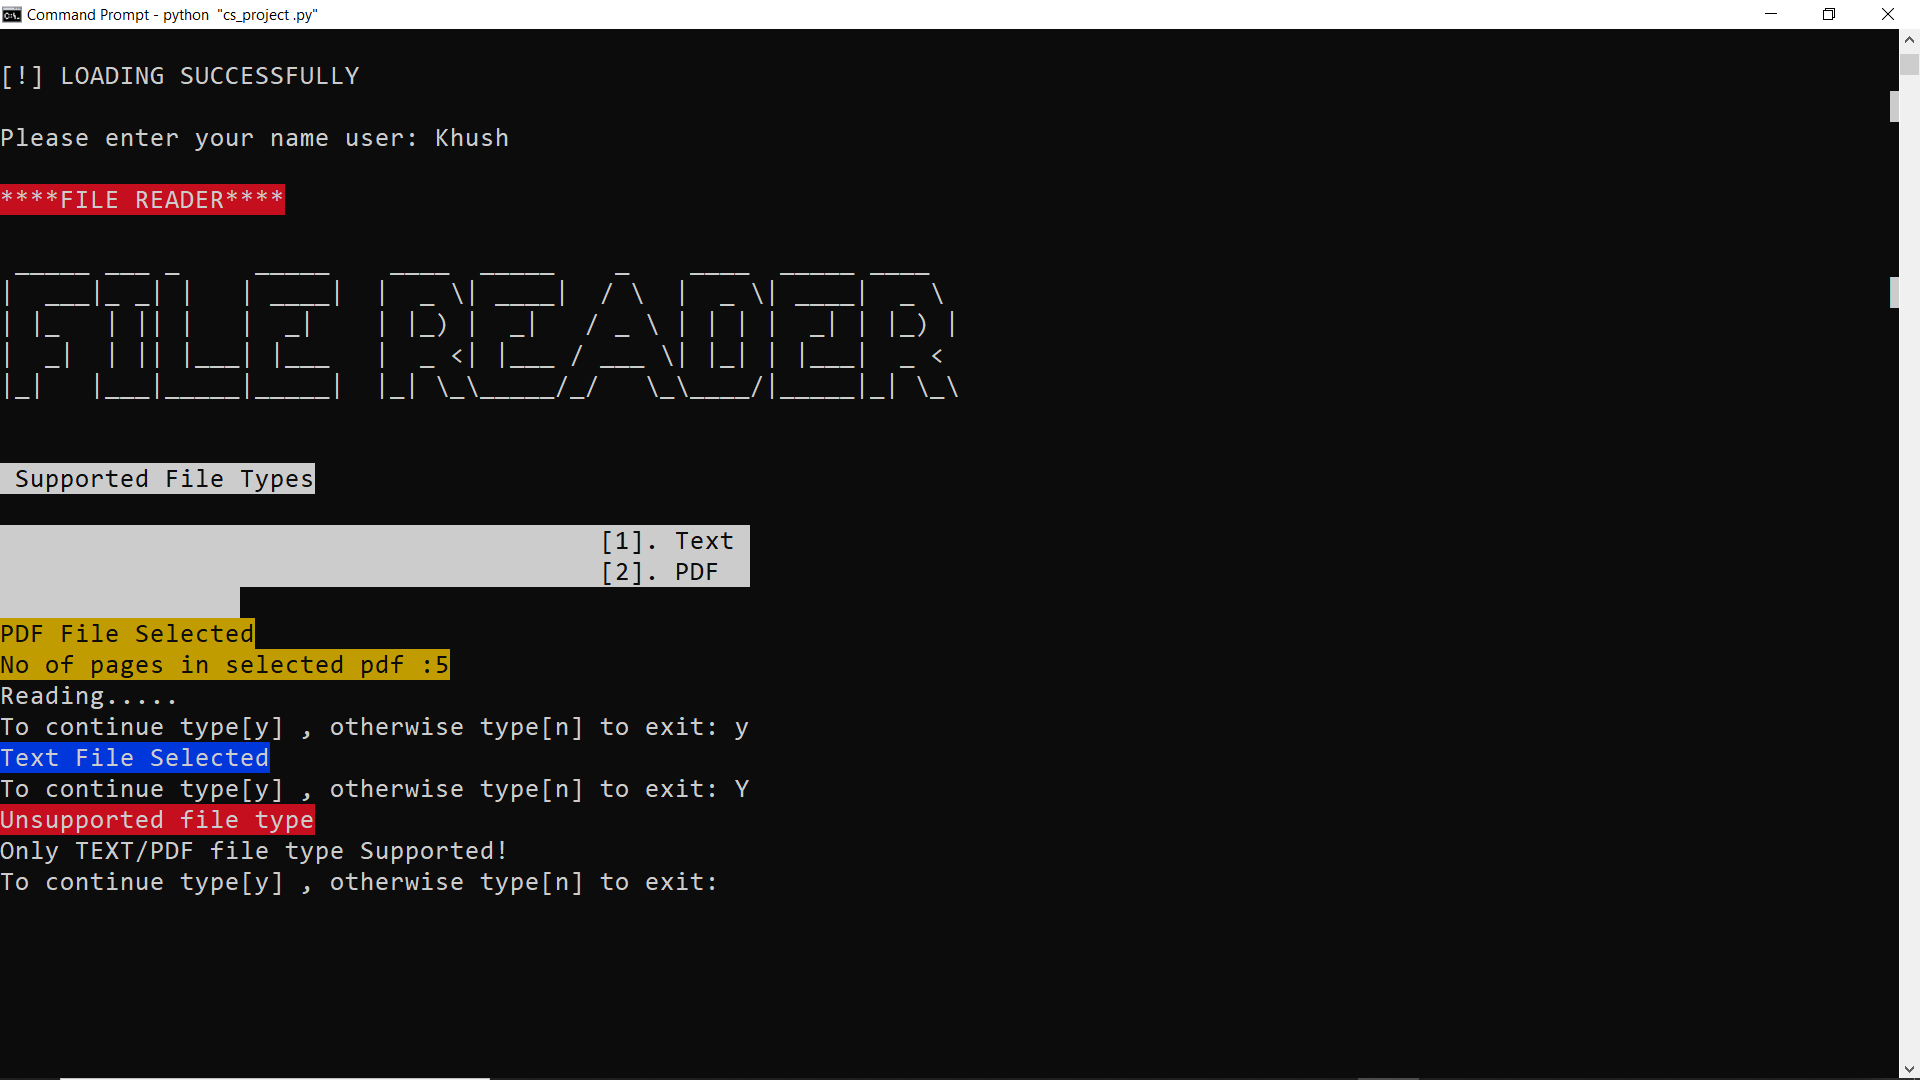 Command Prompt - python  "cs_project .py"
[!] LOADING SUCCESSFULLY
Please enter your name user: Khush
****FILE READER****
FILE READER
Supported File Types
[1]. Text
[2]. PDF
PDF File Selected
No of pages in selected pdf :5
Reading.....
To continue type[y] , otherwise type[n] to exit: y
Text File Selected
To continue type[y] , otherwise type[n] to exit: Y
Unsupported file type
Only TEXT/PDF file type Supported!
To continue type[y] , otherwise type[n] to exit: